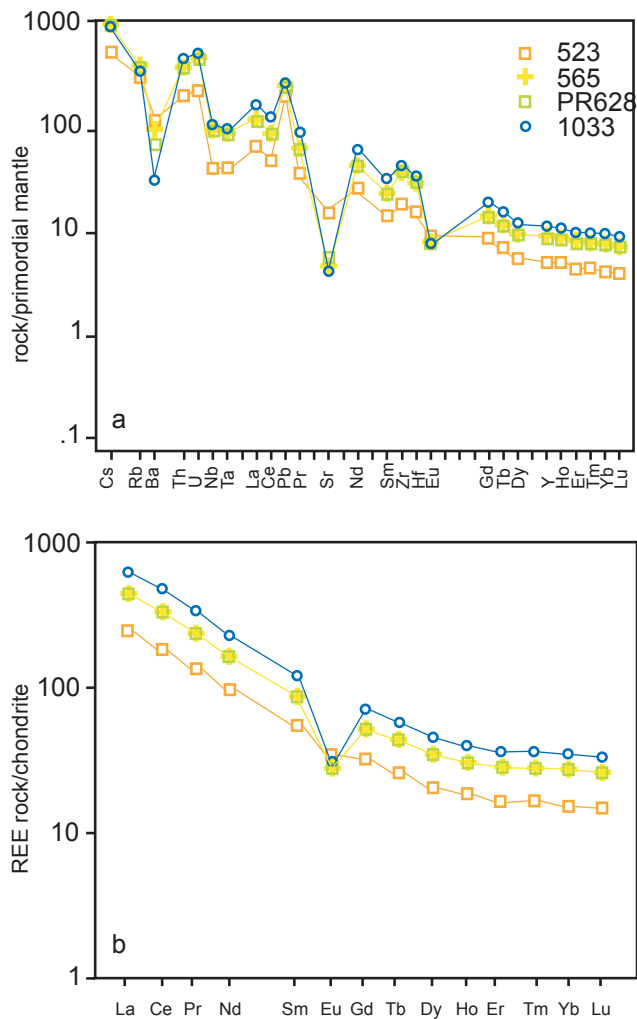 1000
100
10
1
.1
rock/primordial mantle
523
565
PR628
1033
a
Cs Rb Ba Th U Nb Ta La Ce Pb Pr Sr Nd Sm Zr Hf Eu Gd Tb Dy Y Ho Er Tm Yb Lu
1000
100
10
1
REE rock/chondrite
b
La Ce Pr Nd Sm Eu Gd Tb Dy Ho Er Tm Yb Lu